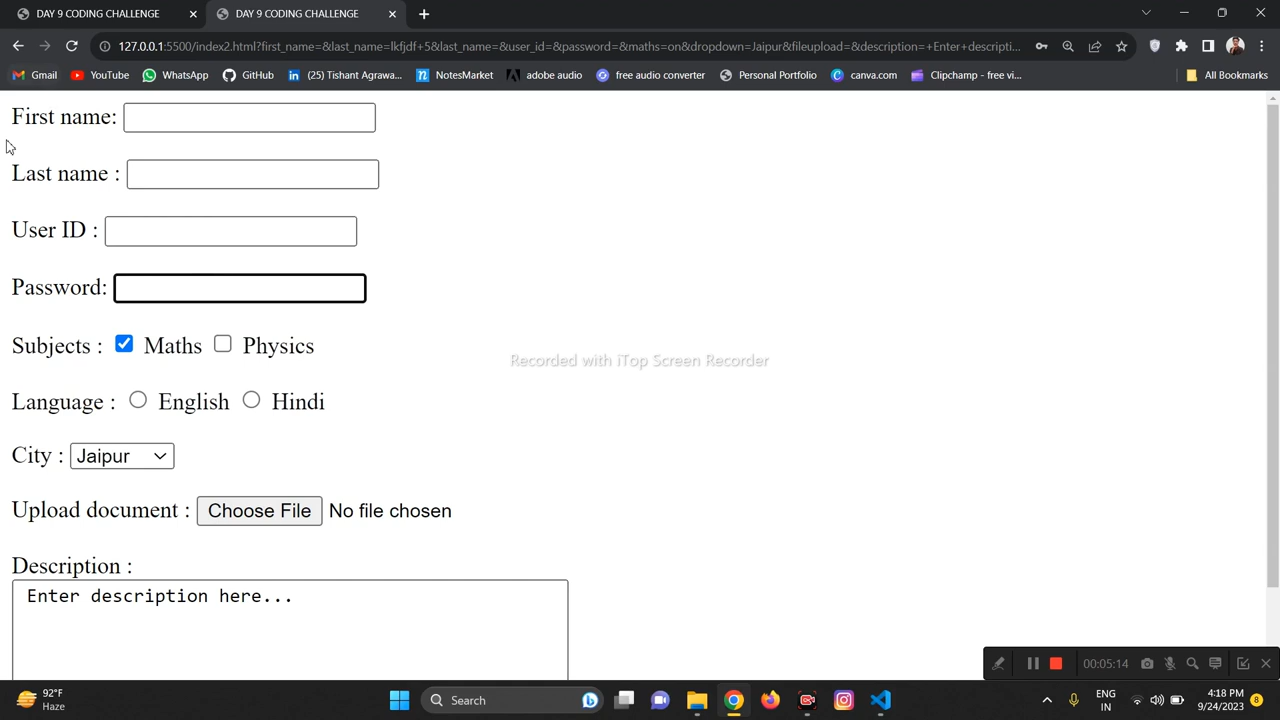 DAY 9 CODING CHALLENGE
DAY 9 CODING CHALLENGE
127.0.0.1:5500/index2.html?first_name=&last_name=lkfjdf+5&last_name=&user_id=&password=&maths=on&dropdown=Jaipur&fileupload=&description=+Enter+descripti...
Gmail YouTube WhatsApp GitHub (25) Tishant Agrawa... NotesMarket adobe audio free audio converter Personal Portfolio canva.com Clipchamp - free vi... All Bookmarks
First name:
Last name :
User ID :
Password:
Subjects : Maths Physics
Recorded with iTop Screen Recorder
Language : English Hindi
City : Jaipur
Upload document : Choose File No file chosen
Description :
Enter description here...
00:05:14
92°F
Haze
Search
ENG
IN
4:18 PM
9/24/2023
8